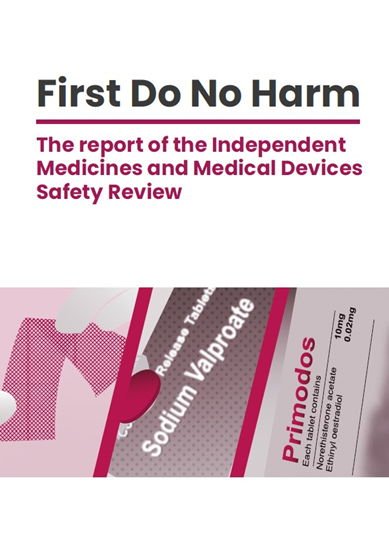 First Do No Harm
The report of the Independent
Medicines and Medical Devices
Safety Review
Release Tablets
Sodium Valproate
Primodos
Each tablet contains
Norethisterone acetate 10mg
Ethinyl oestradiol 0.02mg